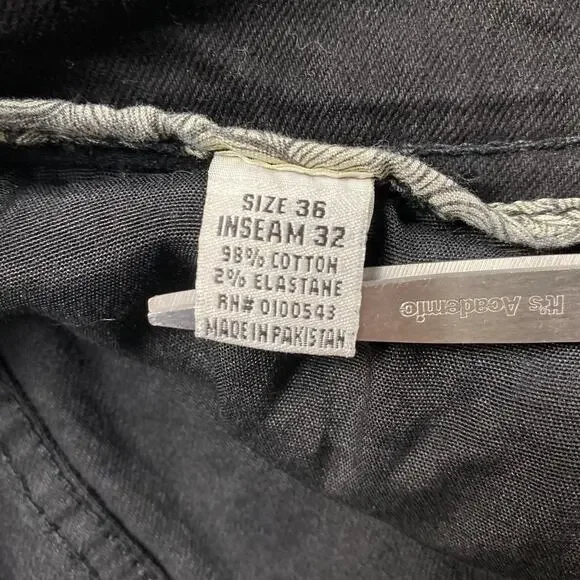 SIZE 36
INSEAM 32
98% COTTON
2% ELASTANE
RH# 0100543
MADE IN PAKISTAN
It's Academic